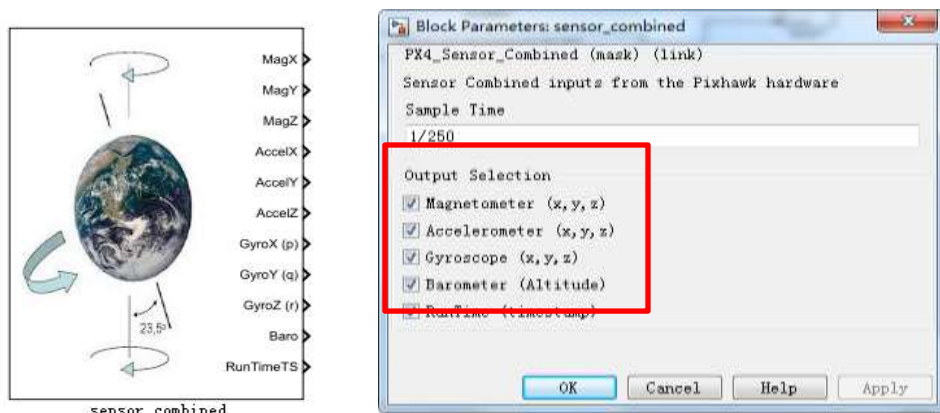 MagX
MagY
MagZ
AccelX
AccelY
AccelZ
GyroX (p)
GyroY (q)
GyroZ (r)
Baro
RunTimeTS
23,5º
sensor_combined
Block Parameters: sensor_combined
PX4_Sensor_Combined (mask) (link)
Sensor Combined inputs from the Pixhawk hardware
Sample Time
1/250
Output Selection
Magnetometer (x,y,z)
Accelerometer (x,y,z)
Gyroscope (x,y,z)
Barometer (Altitude)
RunTime (timestamp)
OK
Cancel
Help
Apply